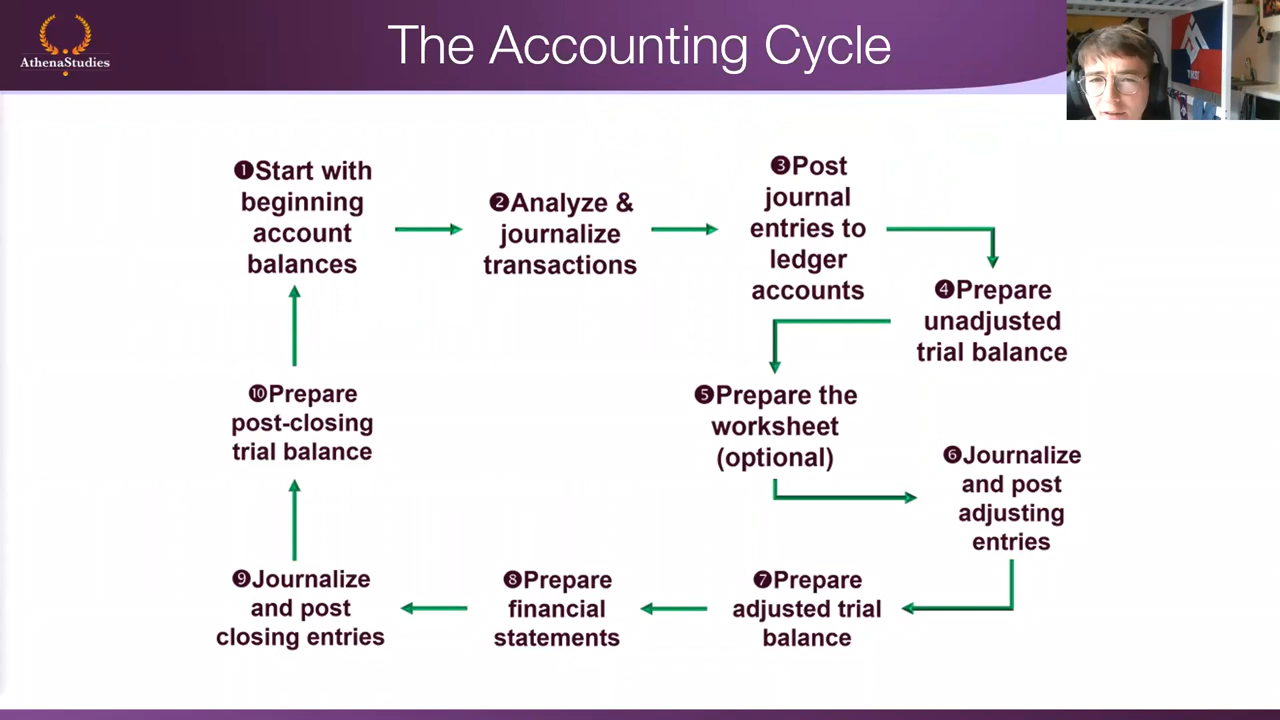 AthenaStudies
The Accounting Cycle
TKST
❶Start with
beginning
account
balances
❷Analyze &
journalize
transactions
❸Post
journal
entries to
ledger
accounts
❹Prepare
unadjusted
trial balance
❺Prepare the
worksheet
(optional)
❻Journalize
and post
adjusting
entries
❼Prepare
adjusted trial
balance
❽Prepare
financial
statements
❾Journalize
and post
closing entries
❿Prepare
post-closing
trial balance